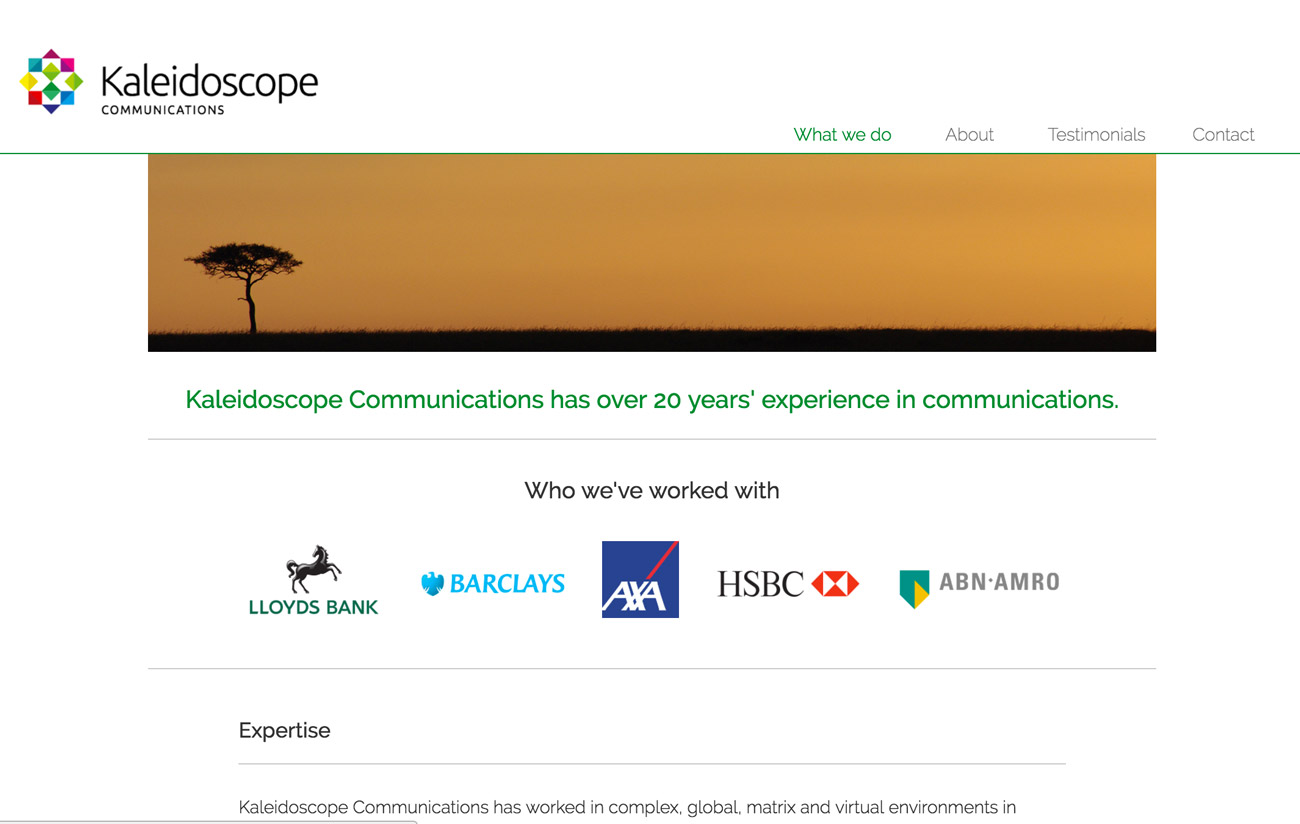 Kaleidoscope
COMMUNICATIONS
What we do About Testimonials Contact
Kaleidoscope Communications has over 20 years' experience in communications.
Who we've worked with
LLOYDS BANK
BARCLAYS
AXA
HSBC
ABN·AMRO
Expertise
Kaleidoscope Communications has worked in complex, global, matrix and virtual environments in